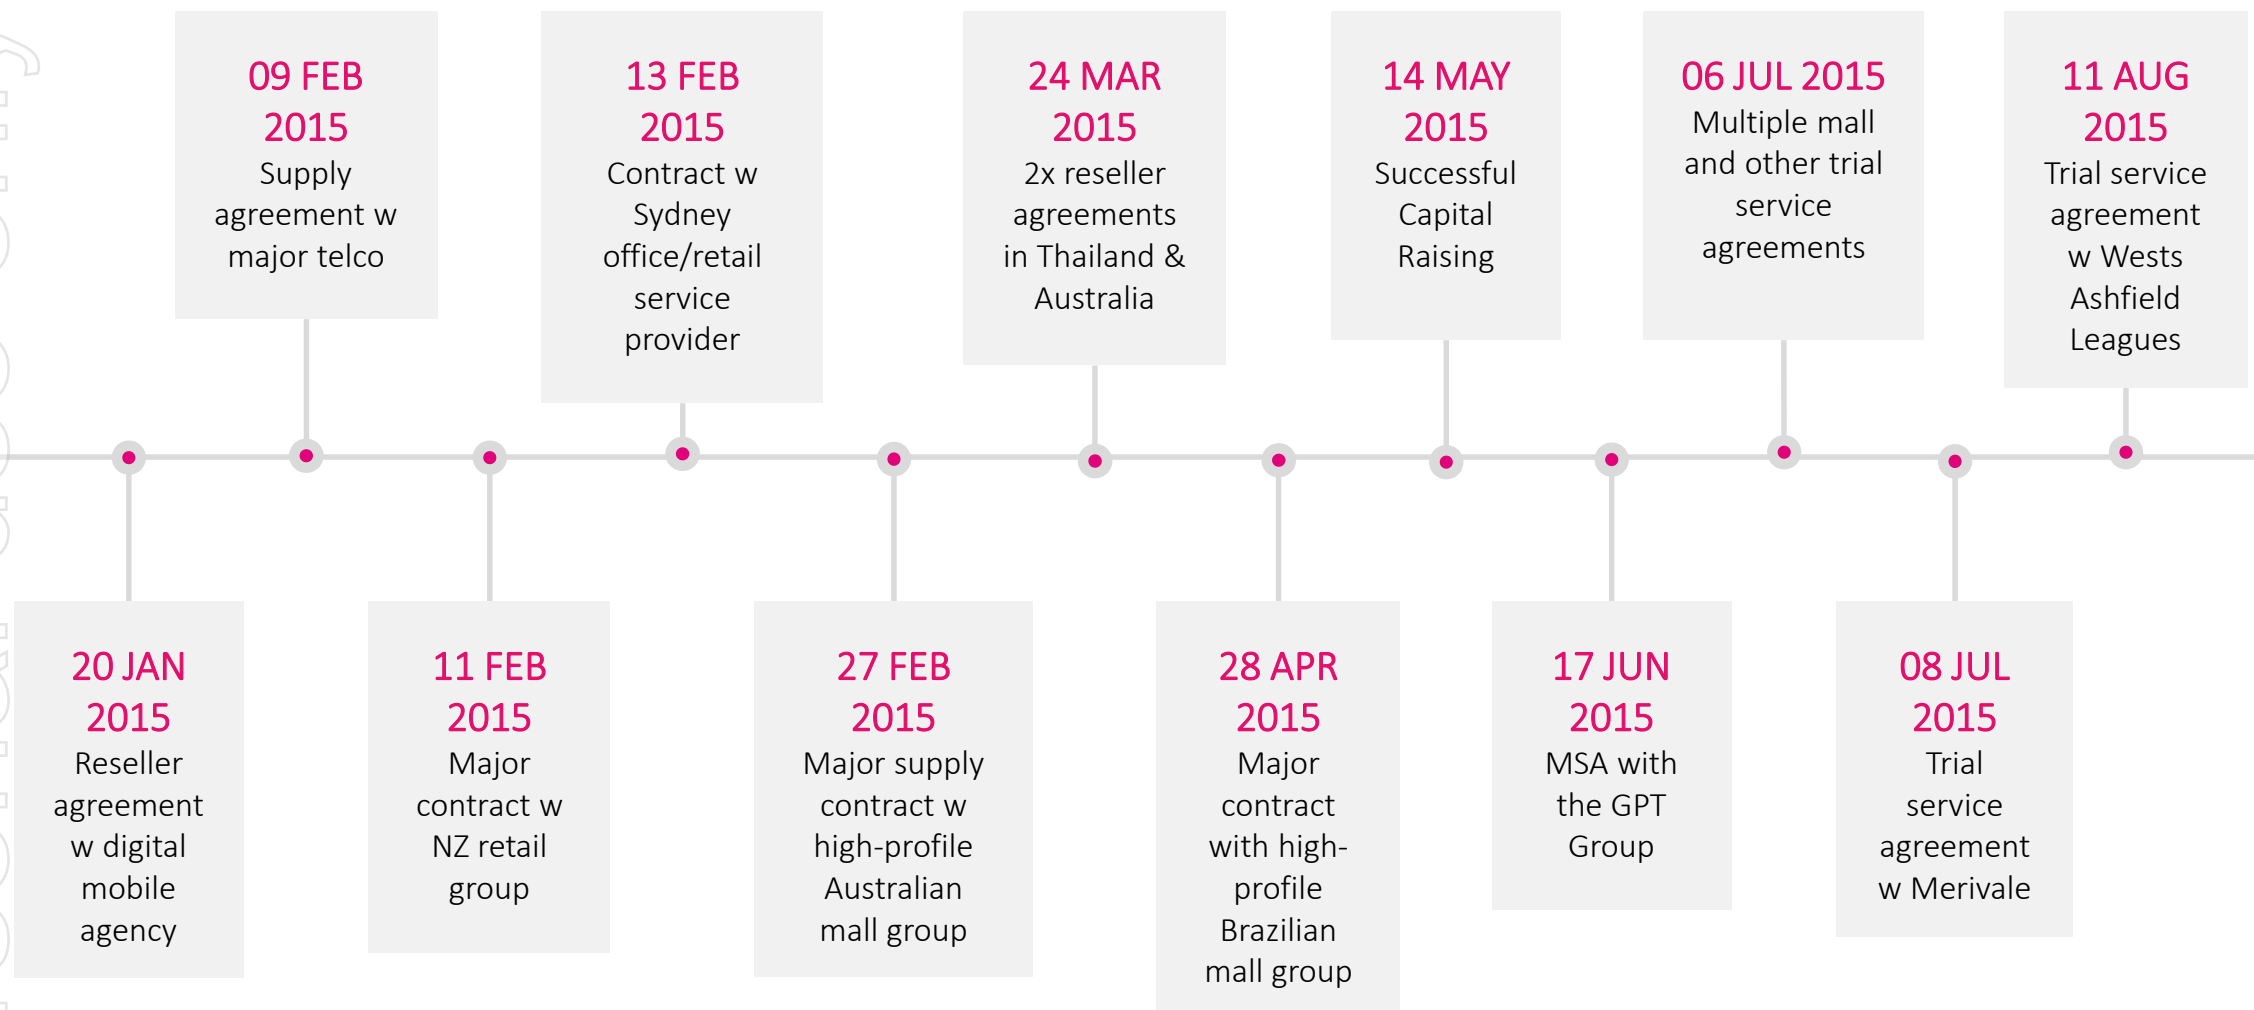 09 FEB
2015
Supply
agreement w
major telco
13 FEB
2015
Contract w
Sydney
office/retail
service
provider
24 MAR
2015
2x reseller
agreements
in Thailand &
Australia
14 MAY
2015
Successful
Capital
Raising
06 JUL 2015
Multiple mall
and other trial
service
agreements
11 AUG
2015
Trial service
agreement
w Wests
Ashfield
Leagues
20 JAN
2015
Reseller
agreement
w digital
mobile
agency
11 FEB
2015
Major
contract w
NZ retail
group
27 FEB
2015
Major supply
contract w
high-profile
Australian
mall group
28 APR
2015
Major
contract
with high-
profile
Brazilian
mall group
17 JUN
2015
MSA with
the GPT
Group
08 JUL
2015
Trial
service
agreement
w Merivale